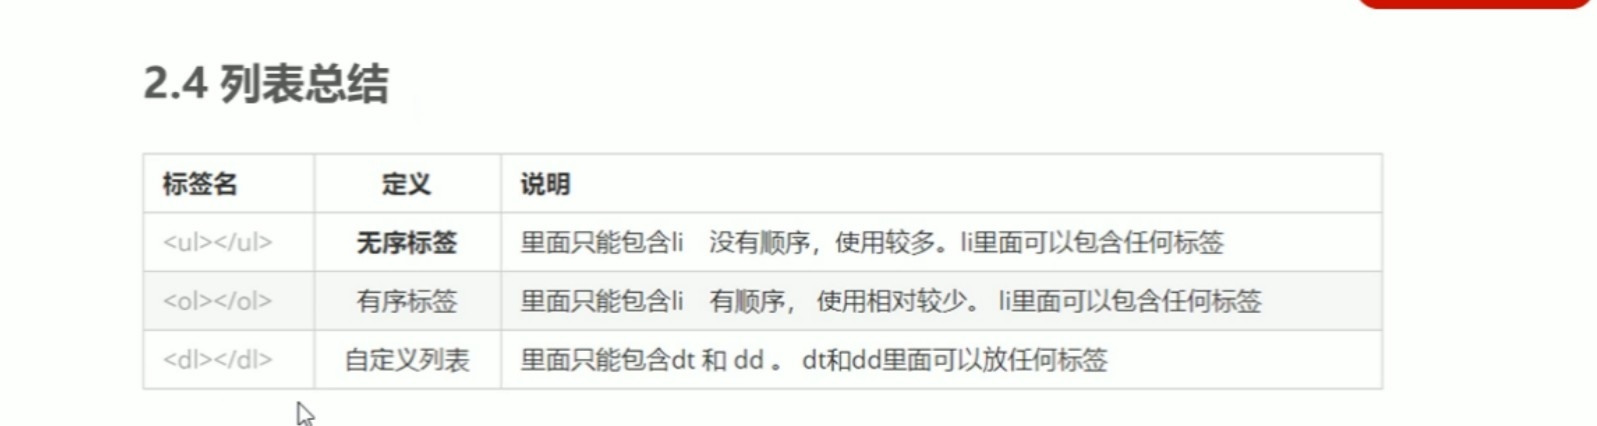 2.4 列表总结
标签名 定义 说明
<ul></ul> 无序标签 里面只能包含li 没有顺序，使用较多。li里面可以包含任何标签
<ol></ol> 有序标签 里面只能包含li 有顺序， 使用相对较少。 li里面可以包含任何标签
<dl></dl> 自定义列表 里面只能包含dt 和 dd 。 dt和dd里面可以放任何标签